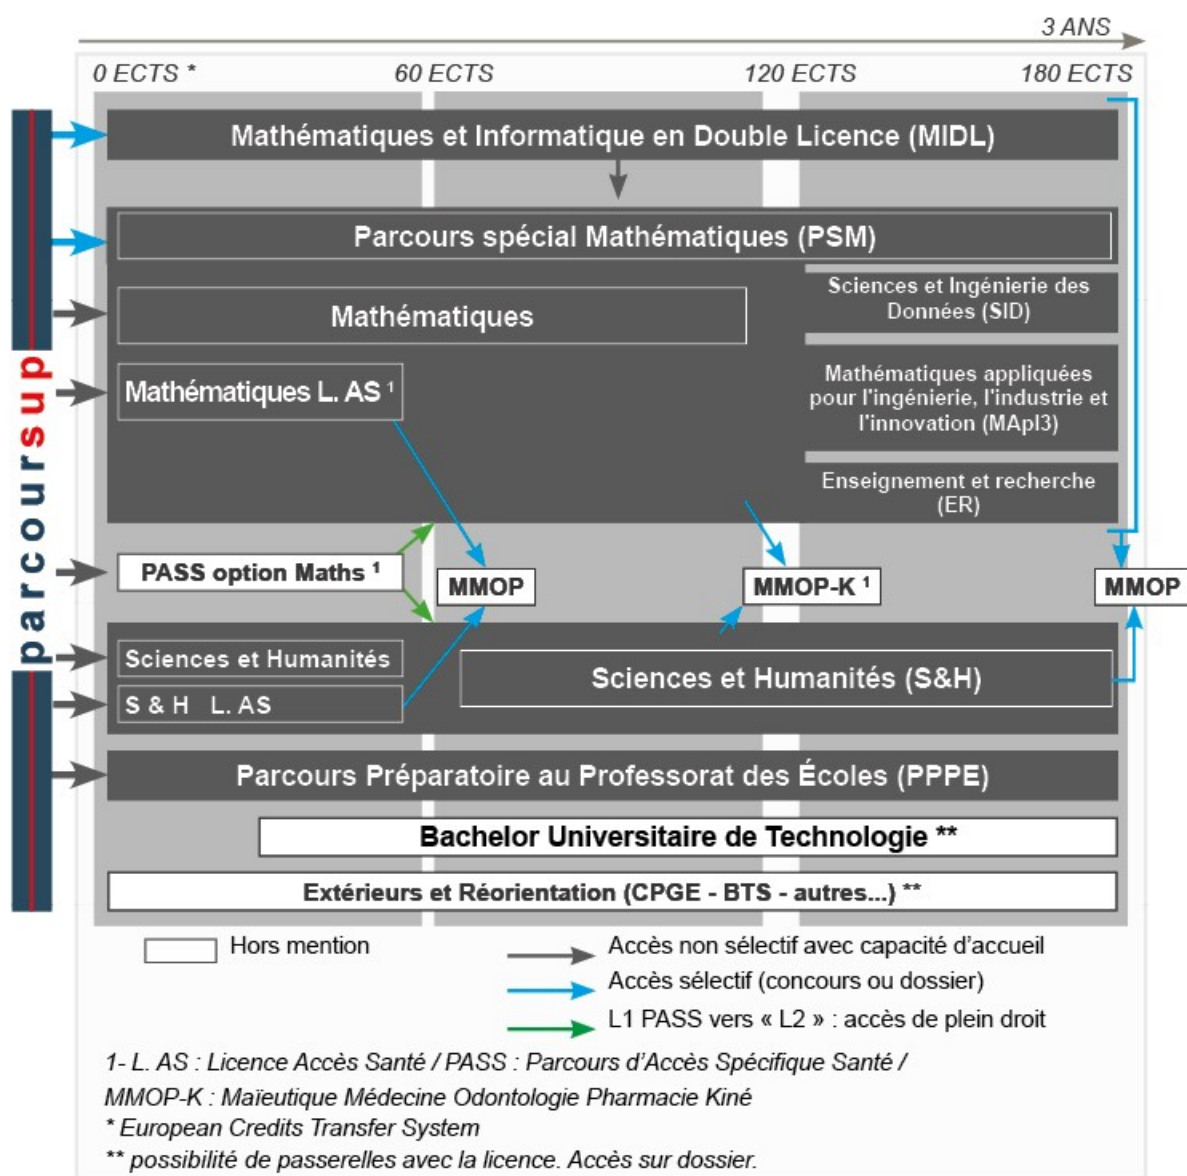 3 ANS
0 ECTS *
60 ECTS
120 ECTS
180 ECTS
parcoursup
Mathématiques et Informatique en Double Licence (MIDL)
Parcours spécial Mathématiques (PSM)
Mathématiques
Sciences et Ingénierie des
Données (SID)
Mathématiques L. AS ¹
Mathématiques appliquées
pour l'ingénierie, l'industrie et
l'innovation (MApI3)
Enseignement et recherche
(ER)
PASS option Maths ¹
MMOP
MMOP-K ¹
MMOP
Sciences et Humanités
S & H L. AS
Sciences et Humanités (S&H)
Parcours Préparatoire au Professorat des Écoles (PPPE)
Bachelor Universitaire de Technologie **
Extérieurs et Réorientation (CPGE - BTS - autres...) **
Hors mention
Accès non sélectif avec capacité d’accueil
Accès sélectif (concours ou dossier)
L1 PASS vers « L2 » : accès de plein droit
1- L. AS : Licence Accès Santé / PASS : Parcours d’Accès Spécifique Santé /
MMOP-K : Maïeutique Médecine Odontologie Pharmacie Kiné
* European Credits Transfer System
** possibilité de passerelles avec la licence. Accès sur dossier.